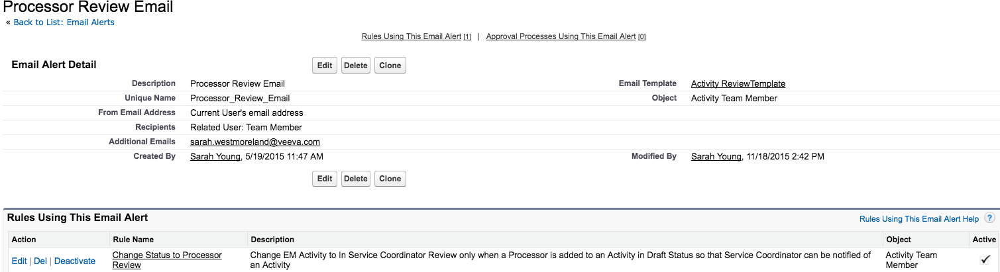 Processor Review Email
« Back to List: Email Alerts
Rules Using This Email Alert [1] | Approval Processes Using This Email Alert [0]
Email Alert Detail Edit Delete Clone
Description Processor Review Email Email Template Activity ReviewTemplate
Unique Name Processor_Review_Email Object Activity Team Member
From Email Address Current User's email address
Recipients Related User: Team Member
Additional Emails sarah.westmoreland@veeva.com
Created By Sarah Young, 5/19/2015 11:47 AM Modified By Sarah Young, 11/18/2015 2:42 PM
Edit Delete Clone
Rules Using This Email Alert Rules Using This Email Alert Help ?
Action Rule Name Description Object Active
Edit | Del | Deactivate Change Status to Processor Review Change EM Activity to In Service Coordinator Review only when a Processor is added to an Activity in Draft Status so that Service Coordinator can be notified of an Activity Activity Team Member